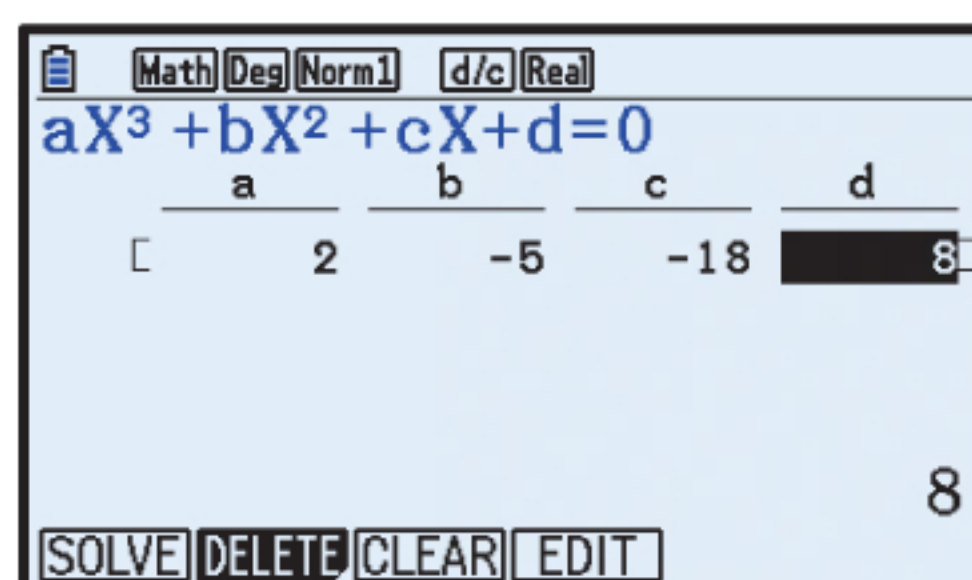 Math Deg Norm1 d/c Real
aX³+bX²+cX+d=0
a b c d
[ 2 -5 -18 8 ]
8
SOLVE DELETE CLEAR EDIT